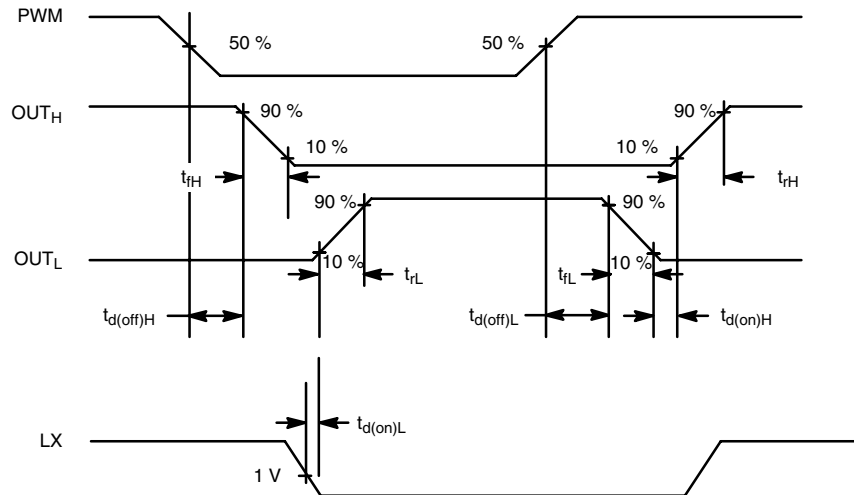 PWM
50 %
50 %
OUTH
90 %
90 %
10 %
10 %
tfH
trH
90 %
90 %
OUTL
10 %
trL
tfL
10 %
td(off)H
td(off)L
td(on)H
LX
td(on)L
1 V